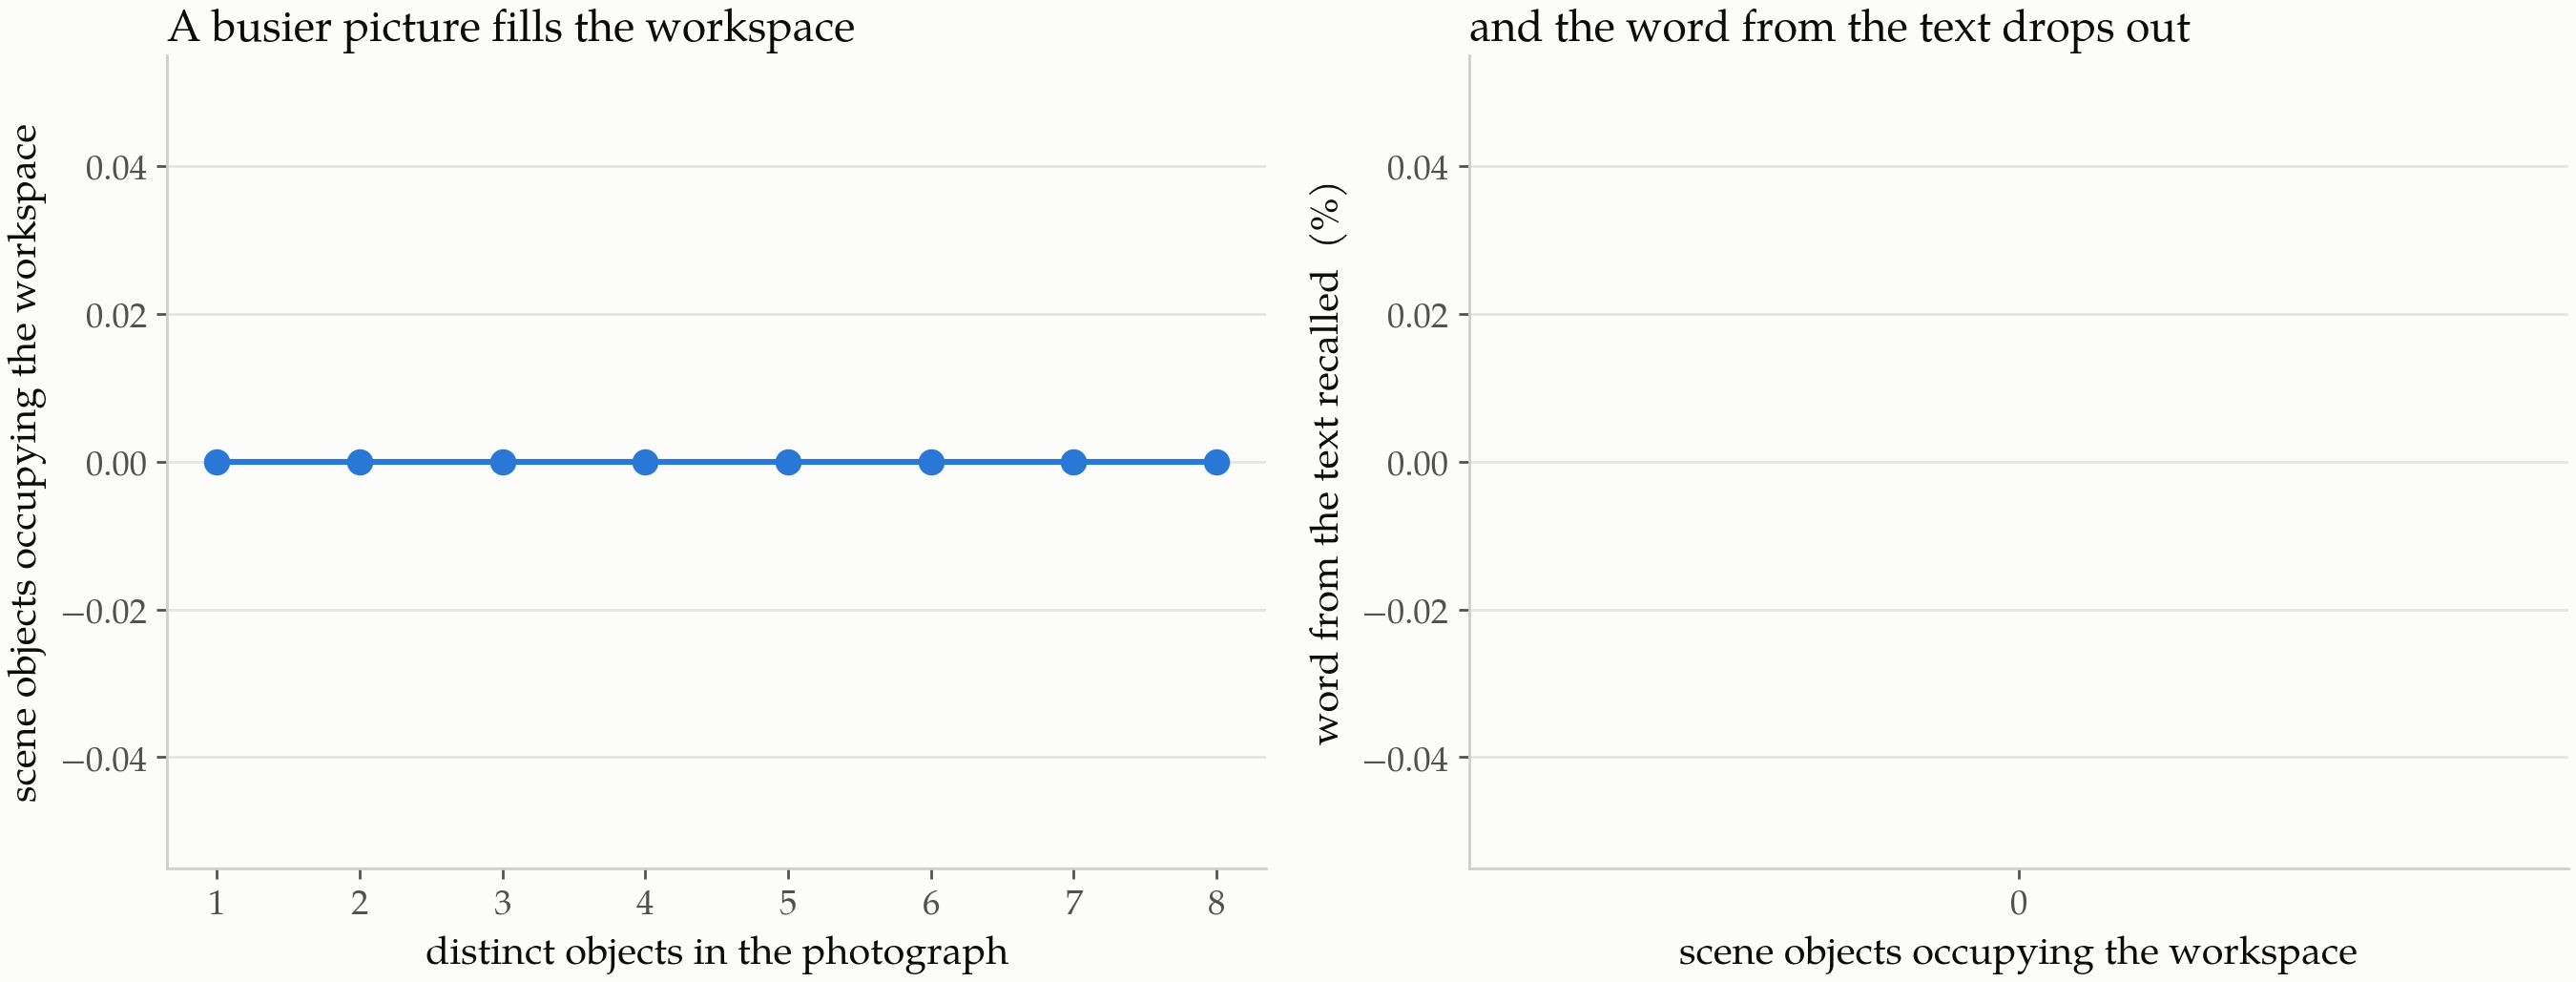 A busier picture fills the workspace
scene objects occupying the workspace
0.04
0.02
0.00
−0.02
−0.04
1 2 3 4 5 6 7 8
distinct objects in the photograph
and the word from the text drops out
word from the text recalled (%)
0.04
0.02
0.00
−0.02
−0.04
0
scene objects occupying the workspace